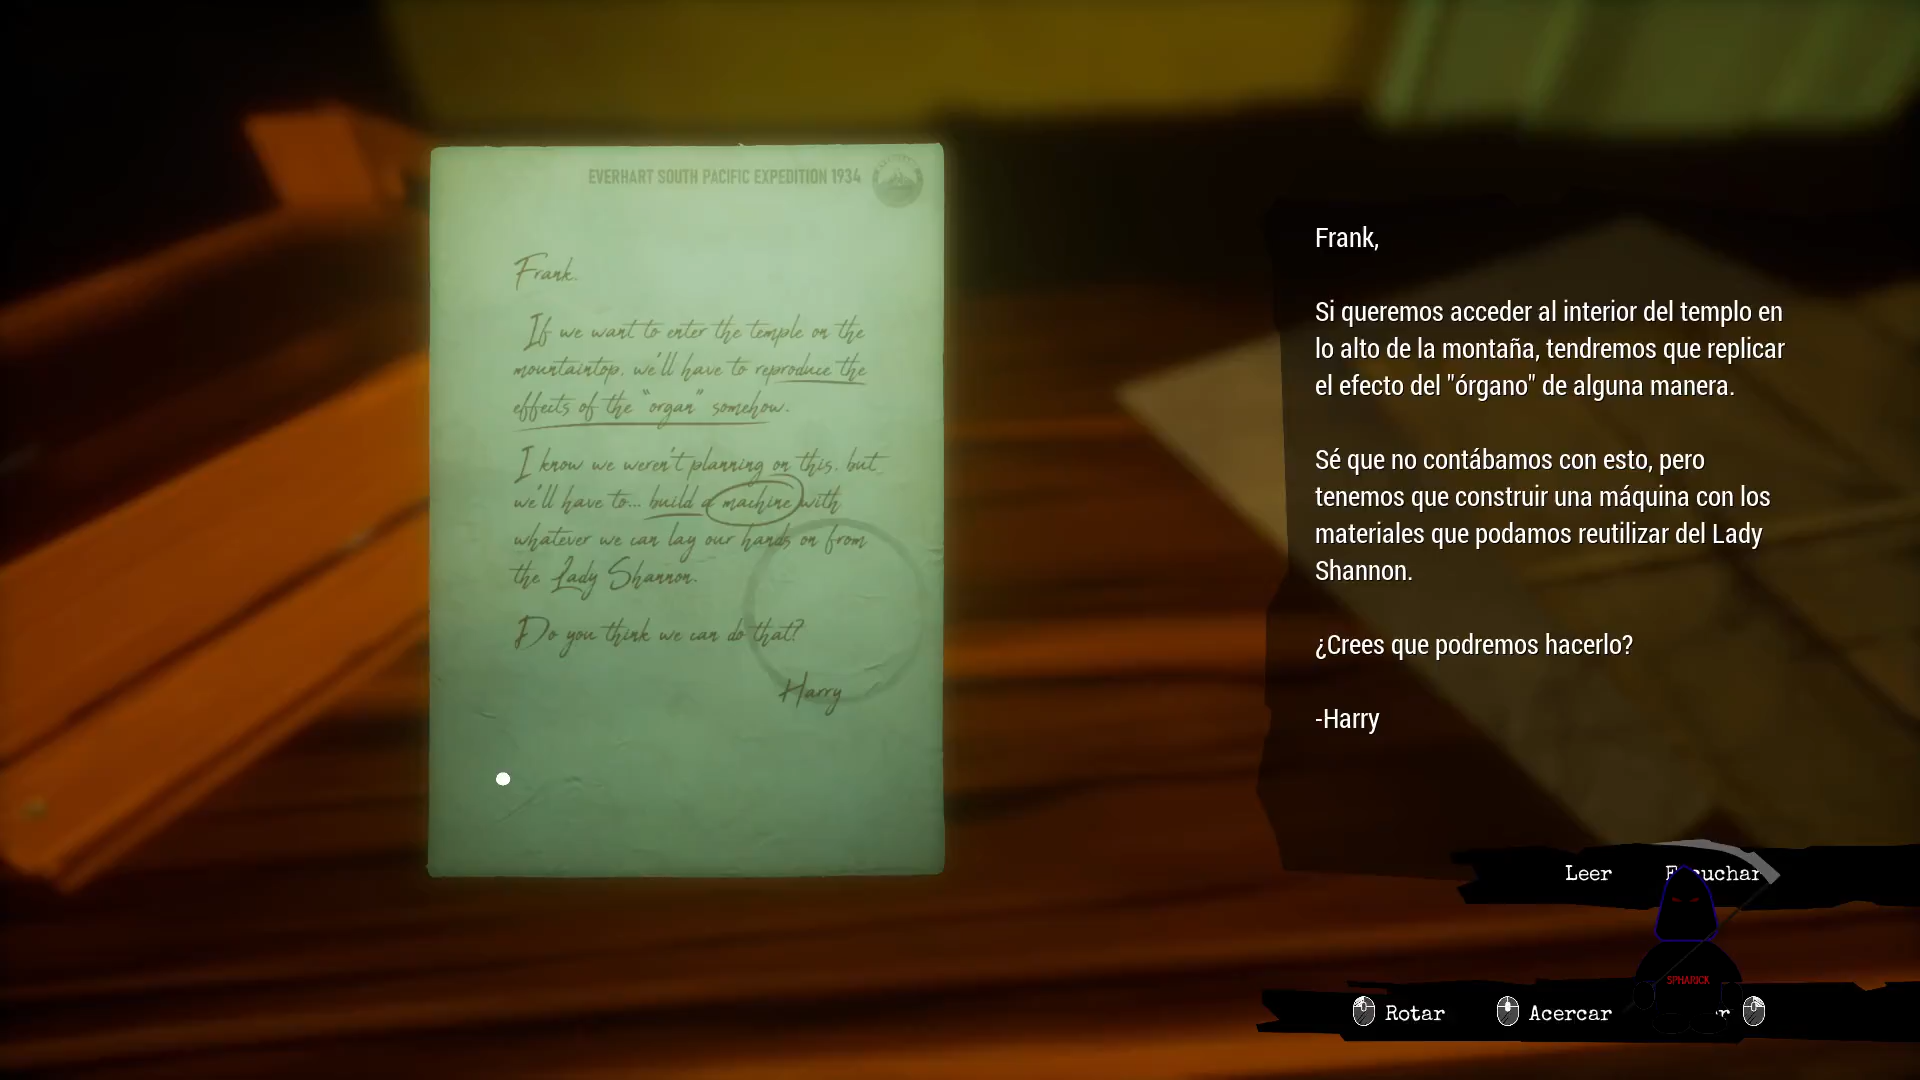 EVERHART SOUTH PACIFIC EXPEDITION 1934
Frank.
If we want to enter the temple on the
mountaintop, we'll have to reproduce the
effects of the "organ" somehow.
I know we weren't planning on this, but
we'll have to... build a machine with
whatever we can lay our hands on from
the Lady Shannon.
Do you think we can do that?
Harry
Frank,
Si queremos acceder al interior del templo en
lo alto de la montaña, tendremos que replicar
el efecto del "órgano" de alguna manera.
Sé que no contábamos con esto, pero
tenemos que construir una máquina con los
materiales que podamos reutilizar del Lady
Shannon.
¿Crees que podremos hacerlo?
-Harry
Leer Escuchar
SPHARICK
Rotar Acercar